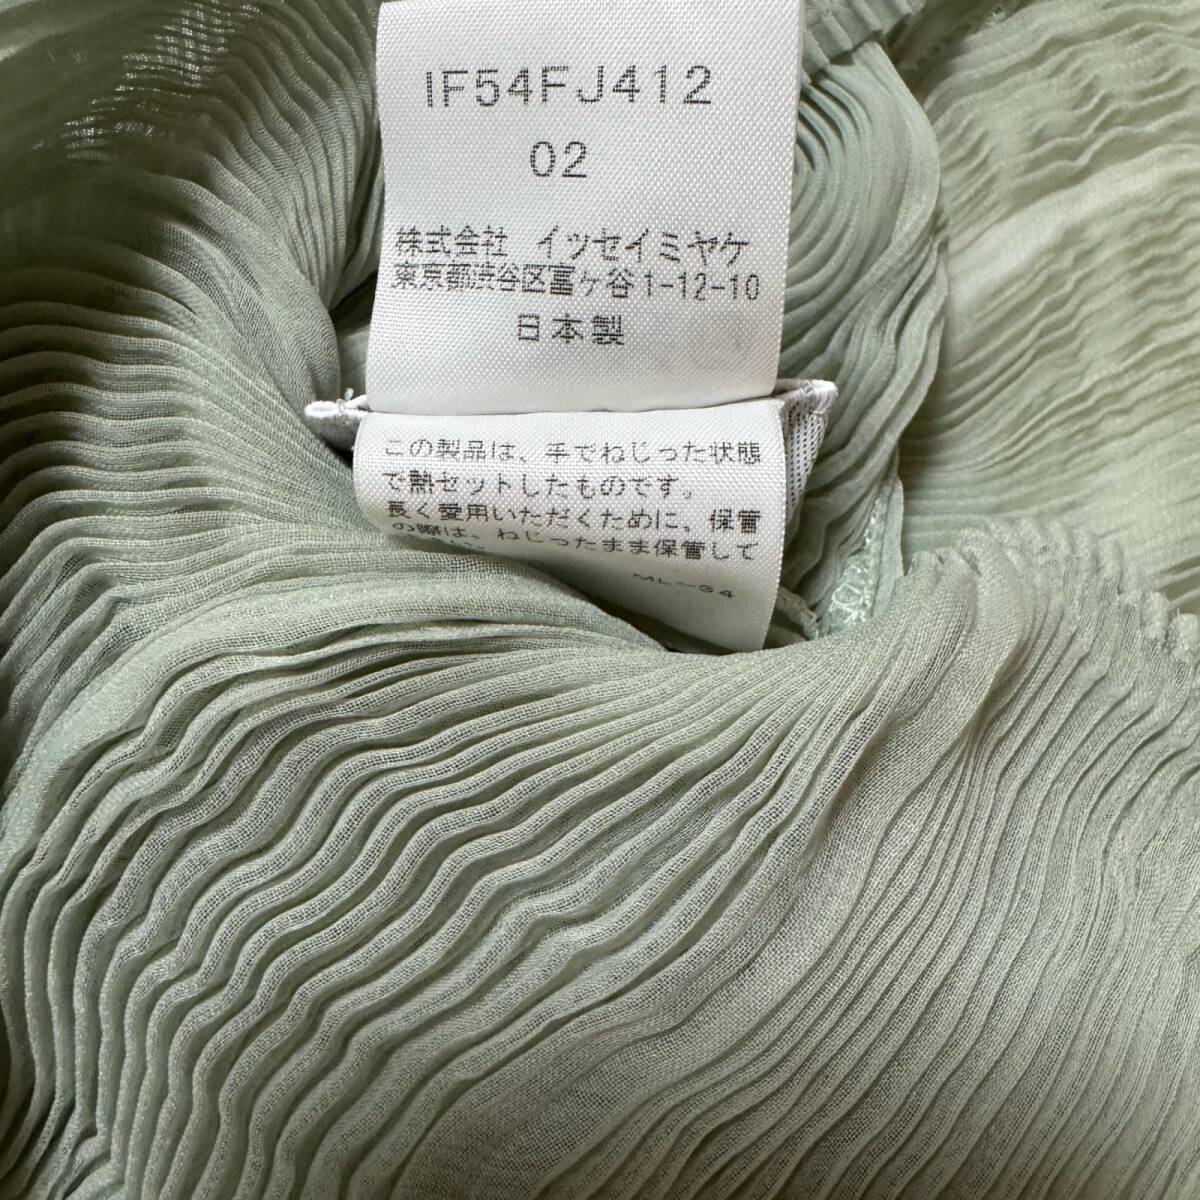 IF54FJ412
02
株式会社 イッセイミヤケ
東京都渋谷区富ヶ谷1-12-10
日本製
この製品は、手でねじった状態
で熱セットしたものです。
長く愛用いただくために、保管
の際は、ねじったまま保管して
ML-34